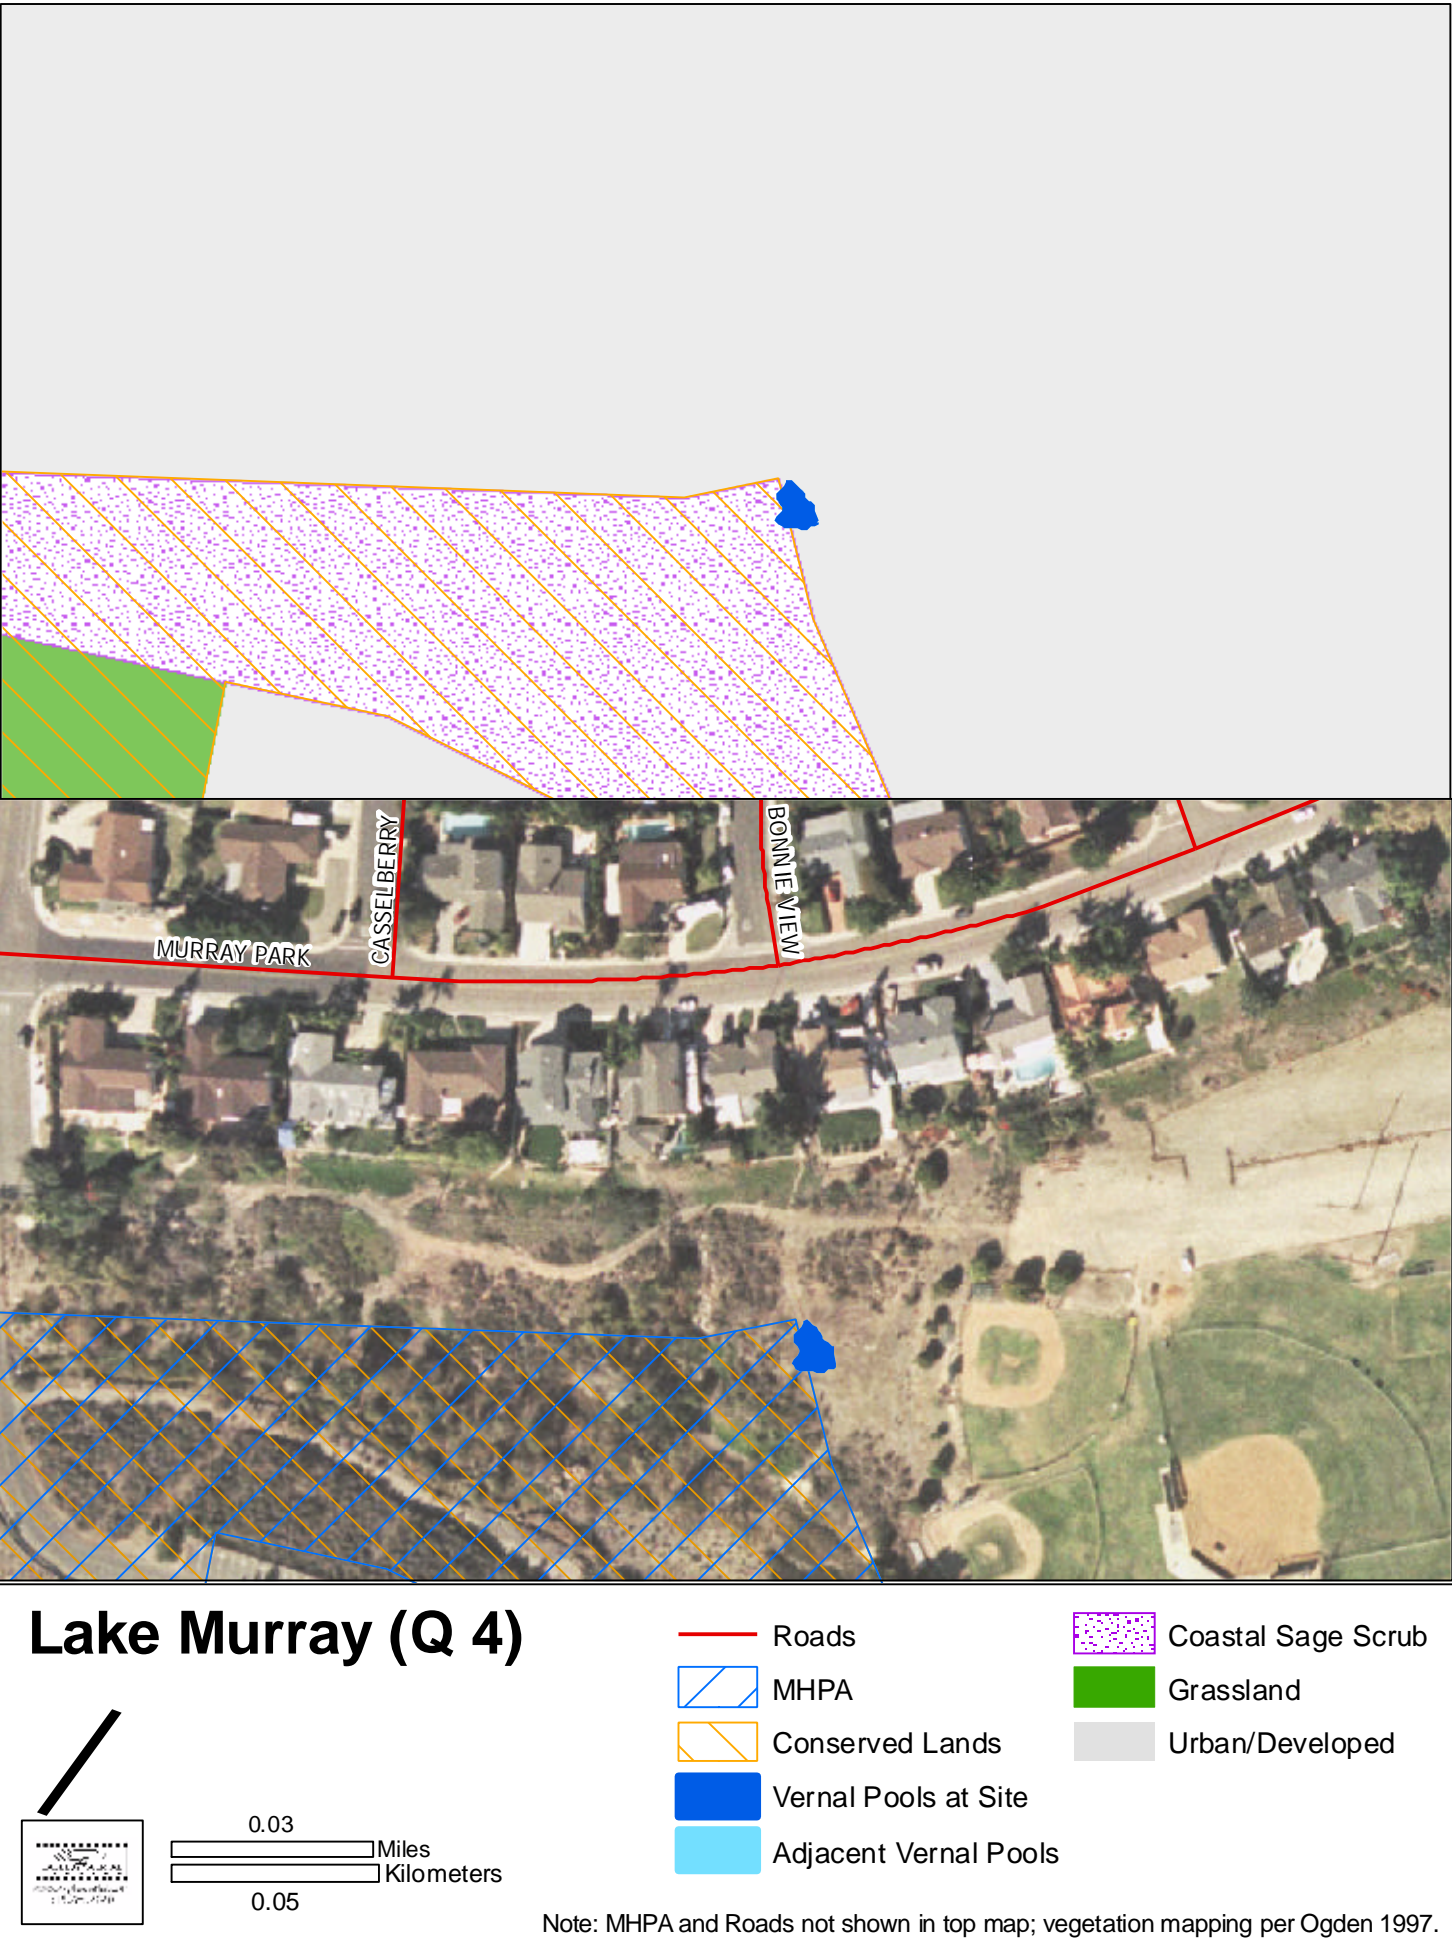 CASSELBERRY
BONNIE VIEW
MURRAY PARK
Lake Murray (Q 4)
Roads
MHPA
Conserved Lands
Vernal Pools at Site
Adjacent Vernal Pools
Coastal Sage Scrub
Grassland
Urban/Developed
0.03
Miles
Kilometers
0.05
Note: MHPA and Roads not shown in top map; vegetation mapping per Ogden 1997.